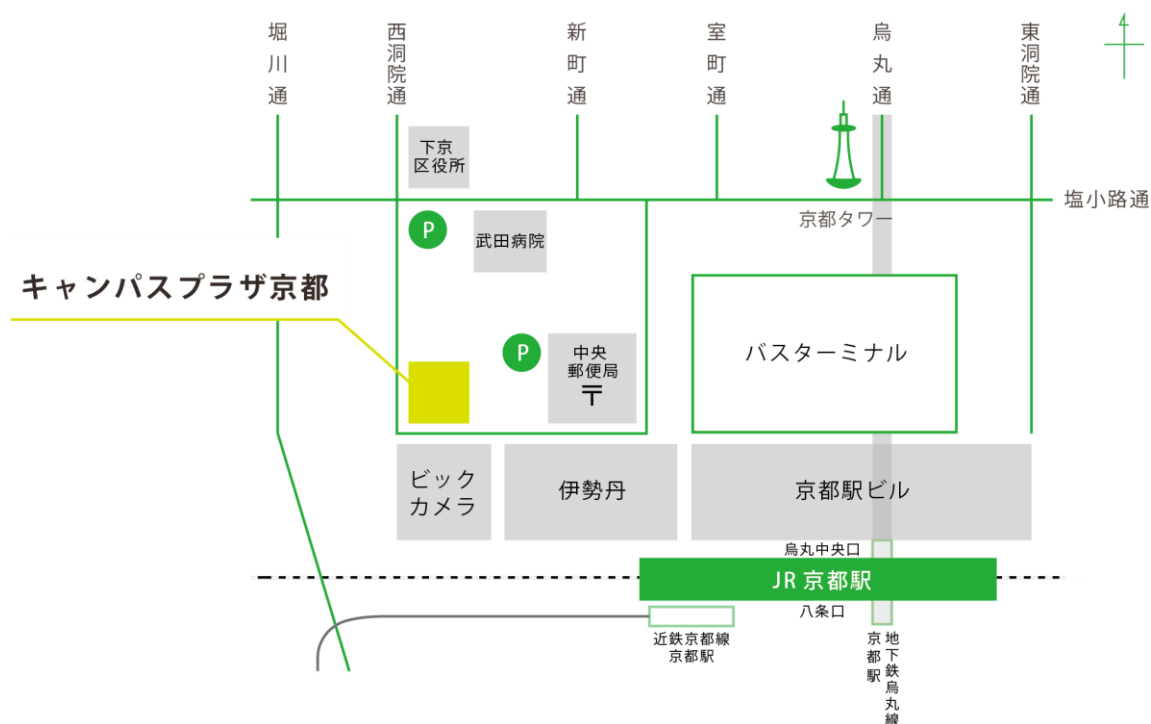 堀川通
西洞院通
新町通
室町通
烏丸通
東洞院通
下京
区役所
塩小路通
京都タワー
P
武田病院
キャンパスプラザ京都
P
中央
郵便局
〒
バスターミナル
ビック
カメラ
伊勢丹
京都駅ビル
烏丸中央口
JR 京都駅
八条口
近鉄京都線
京都駅
地下鉄烏丸線
京都駅